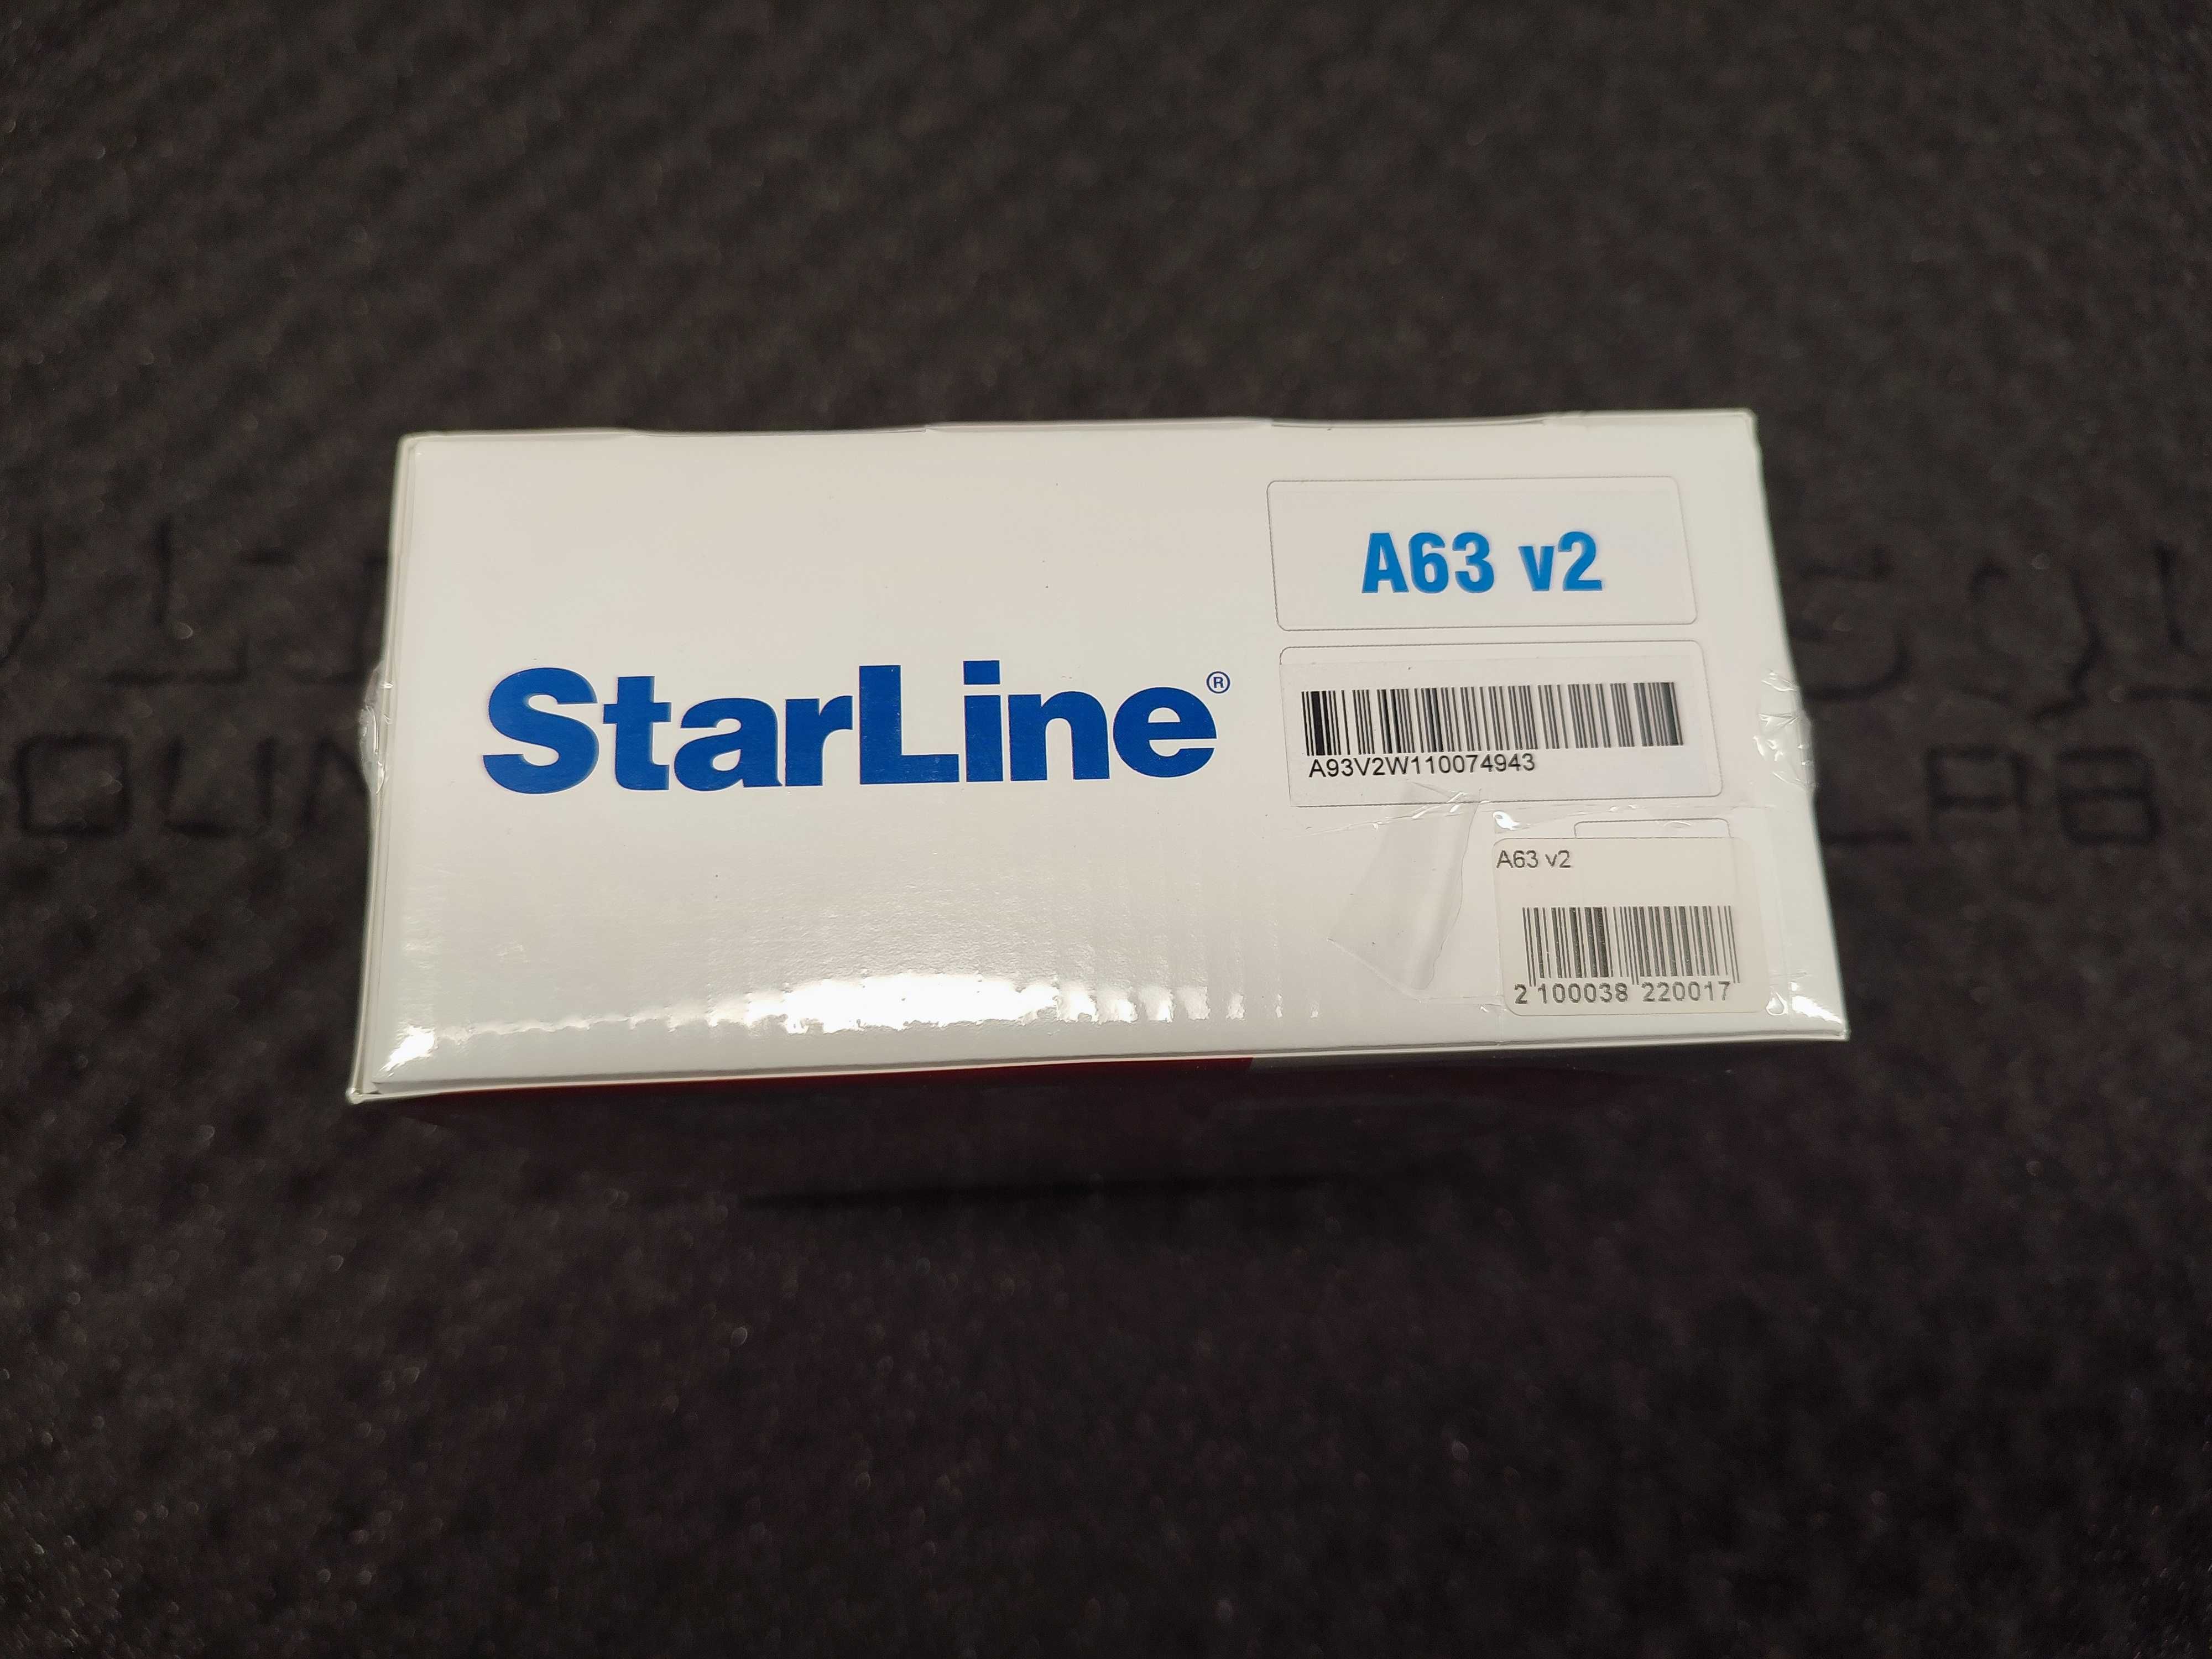 StarLine®
A63 v2
A93V2W110074943
A63 v2
2 100038 220017